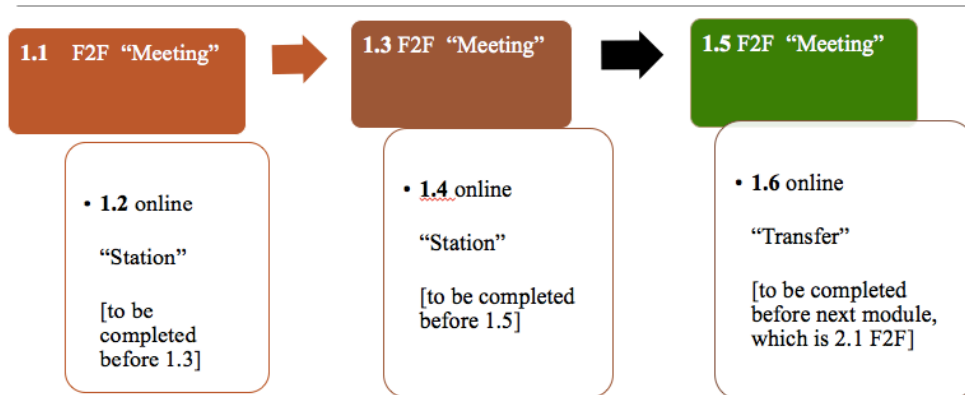 1.1 F2F “Meeting”
• 1.2 online
“Station”
[to be
completed
before 1.3]
1.3 F2F “Meeting”
• 1.4 online
“Station”
[to be completed
before 1.5]
1.5 F2F “Meeting”
• 1.6 online
“Transfer”
[to be completed
before next module,
which is 2.1 F2F]